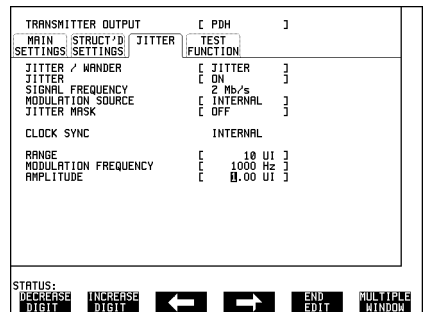 TRANSMITTER OUTPUT [ PDH ]
MAIN SETTINGS STRUCT'D SETTINGS JITTER TEST FUNCTION
JITTER / WANDER [ JITTER ]
JITTER [ ON ]
SIGNAL FREQUENCY 2 Mb/s
MODULATION SOURCE [ INTERNAL ]
JITTER MASK [ OFF ]
CLOCK SYNC INTERNAL
RANGE [ 10 UI ]
MODULATION FREQUENCY [ 1000 Hz ]
AMPLITUDE [ 1.00 UI ]
STATUS:
DECREASE DIGIT INCREASE DIGIT END EDIT MULTIPLE WINDOW